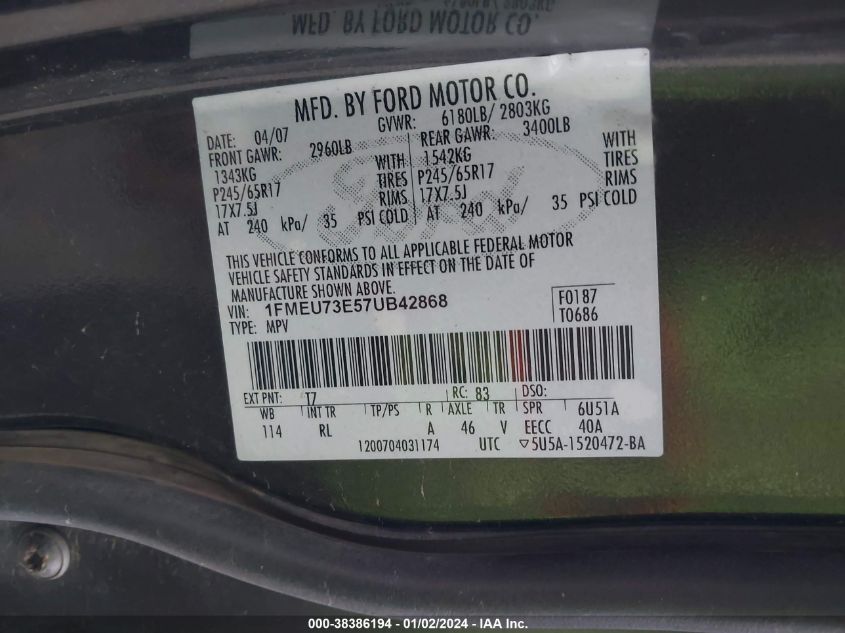 MFD. BY FORD MOTOR CO.
MFD. BY FORD MOTOR CO.
DATE: 04/07 GVWR: 6180LB/ 2803KG
FRONT GAWR: 2960LB REAR GAWR: 3400LB
1343KG WITH 1542KG WITH
P245/65R17 TIRES P245/65R17 TIRES
17X7.5J RIMS 17X7.5J RIMS
AT 240 kPa/ 35 PSI COLD AT 240 kPa/ 35 PSI COLD
Ford
THIS VEHICLE CONFORMS TO ALL APPLICABLE FEDERAL MOTOR
VEHICLE SAFETY STANDARDS IN EFFECT ON THE DATE OF
MANUFACTURE SHOWN ABOVE.
VIN: 1FMEU73E57UB42868 F0187
TYPE: MPV T0686
EXT PNT: T7 RC: 83 DSO:
WB INT TR TP/PS R AXLE TR SPR 6U51A
114 RL A 46 V EECC 40A
1200704031174 UTC ▽5U5A-1520472-BA
000-38386194 - 01/02/2024 - IAA Inc.